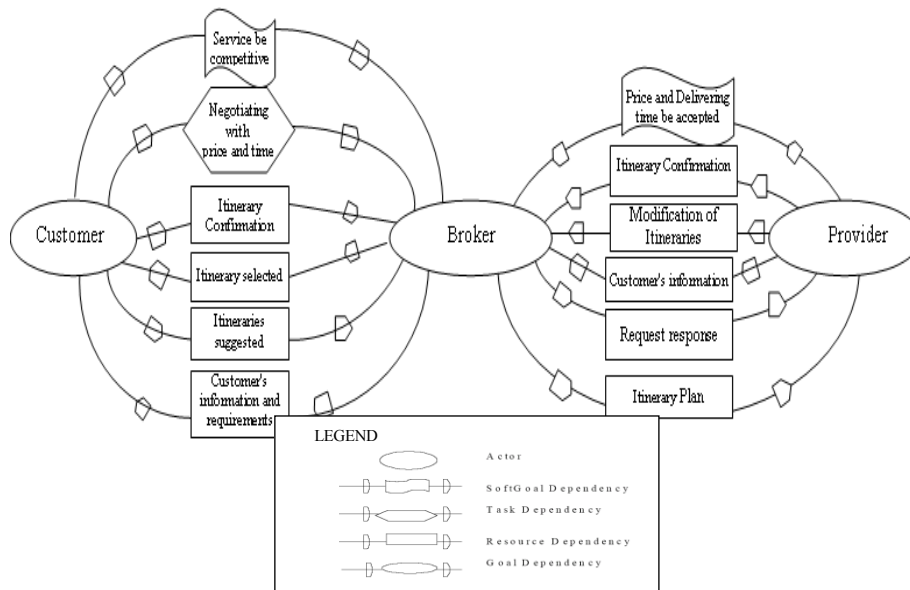 Service be
competitive
Negotiating
with
price and time
Itinerary
Confirmation
Itinerary selected
Itineraries
suggested
Customer's
information and
requirements
Customer
Broker
Provider
Price and Delivering
time be accepted
Itinerary Confirmation
Modification of
Itineraries
Customer's information
Request response
Itinerary Plan
LEGEND
Actor
SoftGoal Dependency
Task Dependency
Resource Dependency
Goal Dependency